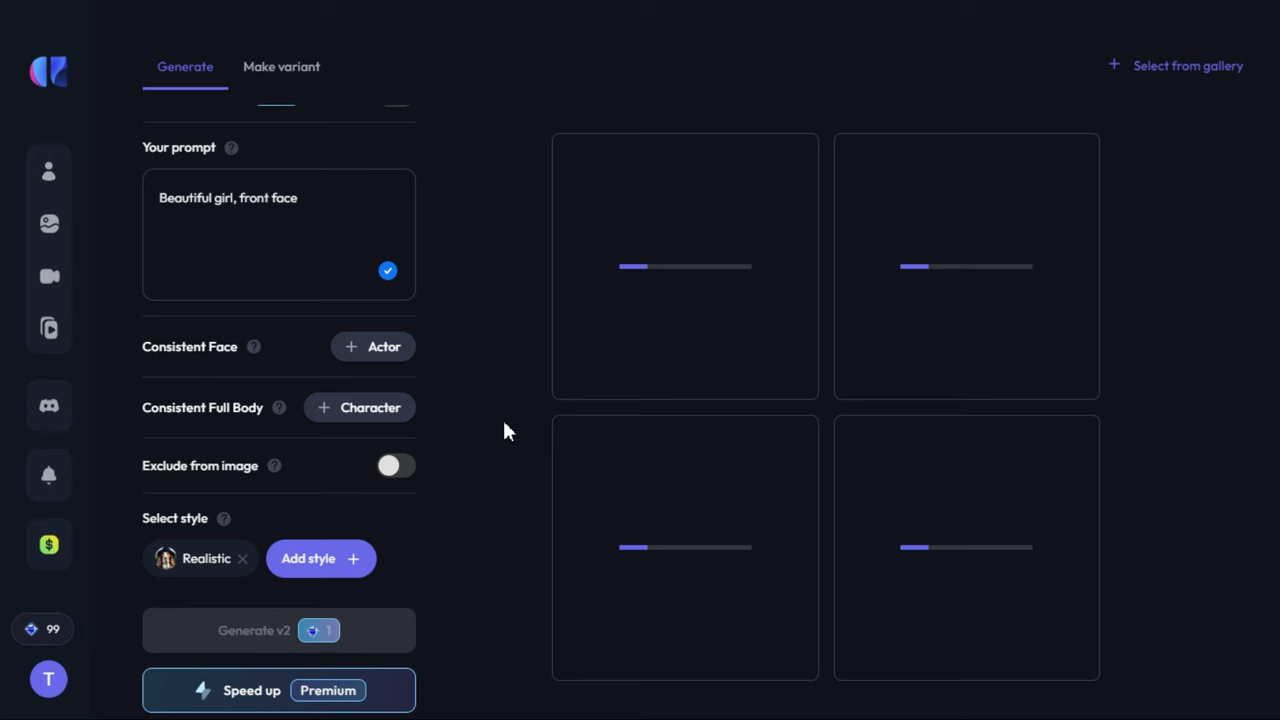 Generate
Make variant
+ Select from gallery
Your prompt ?
Beautiful girl, front face
Consistent Face ?
+ Actor
Consistent Full Body ?
+ Character
Exclude from image ?
Select style ?
Realistic ×
Add style +
Generate v2 1
Speed up Premium
$
99
T